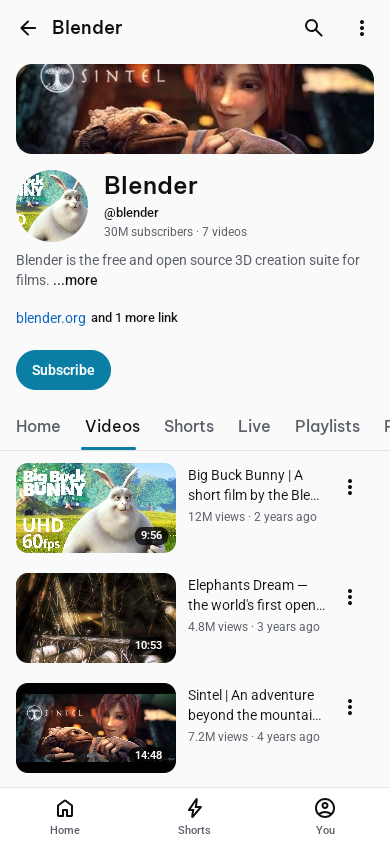 Blender
SINTEL
Buck
BUNNY
Blender
@blender
30M subscribers · 7 videos
Blender is the free and open source 3D creation suite for
films. ...more
blender.org and 1 more link
Subscribe
Home Videos Shorts Live Playlists
Big Buck
BUNNY
UHD
60fps
9:56
Big Buck Bunny | A
short film by the Ble...
12M views · 2 years ago
10:53
Elephants Dream —
the world's first open...
4.8M views · 3 years ago
SINTEL
14:48
Sintel | An adventure
beyond the mountai...
7.2M views · 4 years ago
Home Shorts You